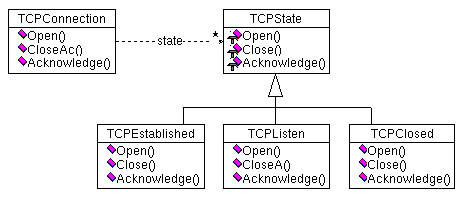 TCPConnection
Open()
CloseAc()
Acknowledge()
state
*
TCPState
Open()
Close()
Acknowledge()
TCPEstablished
Open()
Close()
Acknowledge()
TCPListen
Open()
CloseA()
Acknowledge()
TCPClosed
Open()
Close()
Acknowledge()